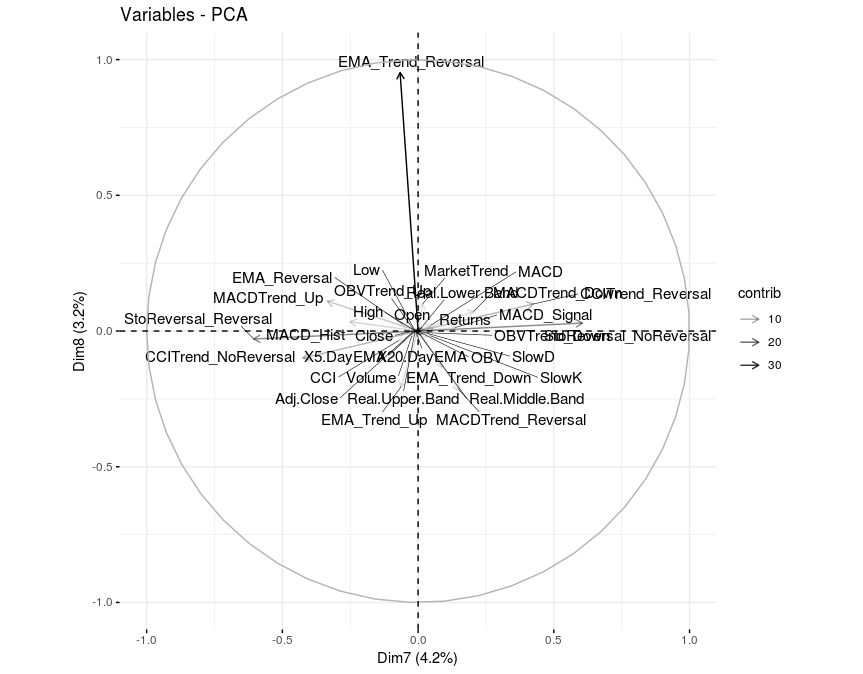 Variables - PCA
EMA_Trend_Reversal
1.0
0.5
0.0
-0.5
-1.0
Dim8 (3.2%)
Low
MarketTrend
MACD
EMA_Reversal
OBVTrend_Up
Real.Lower.Band
MACDTrend_Down
CCITrend_Reversal
MACDTrend_Up
High
Open
Returns
MACD_Signal
StoReversal_Reversal
MACD_Hist
Close
OBVTrend_Down
StoReversal_NoReversal
CCITrend_NoReversal
X5.DayEMA
X20.DayEMA
OBV
SlowD
CCI
Volume
EMA_Trend_Down
SlowK
Adj.Close
Real.Upper.Band
Real.Middle.Band
EMA_Trend_Up
MACDTrend_Reversal
contrib
10
20
30
-1.0
-0.5
0.0
0.5
1.0
Dim7 (4.2%)